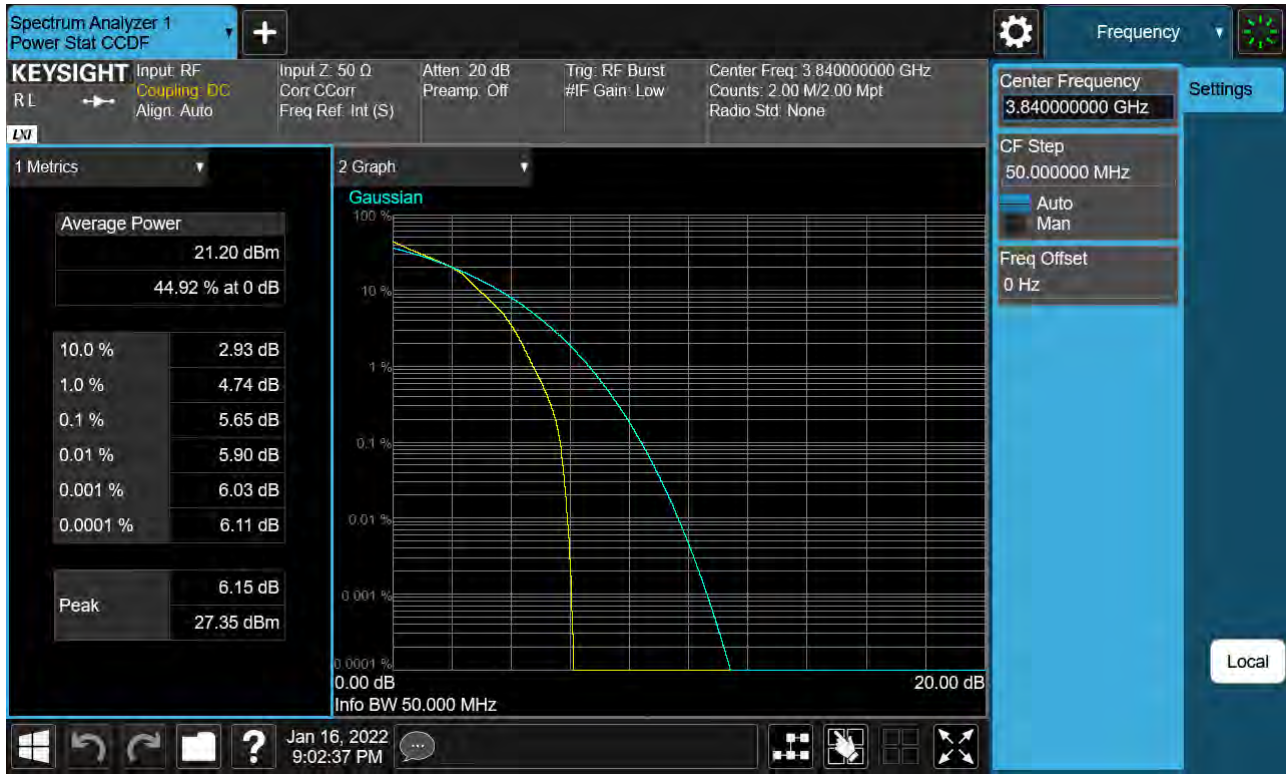 Spectrum Analyzer 1
Power Stat CCDF
+
Frequency
KEYSIGHT
RL
LXI
Input: RF
Coupling: DC
Align: Auto
Input Z: 50 Ω
Corr CCorr
Freq Ref: Int (S)
Atten: 20 dB
Preamp: Off
Trig: RF Burst
#IF Gain: Low
Center Freq: 3.840000000 GHz
Counts: 2.00 M/2.00 Mpt
Radio Std: None
Center Frequency
3.840000000 GHz
Settings
CF Step
50.000000 MHz
Auto
Man
Freq Offset
0 Hz
1 Metrics
Average Power
21.20 dBm
44.92 % at 0 dB
10.0 % 2.93 dB
1.0 % 4.74 dB
0.1 % 5.65 dB
0.01 % 5.90 dB
0.001 % 6.03 dB
0.0001 % 6.11 dB
Peak
6.15 dB
27.35 dBm
2 Graph
Gaussian
100 %
10 %
1 %
0.1 %
0.01 %
0.001 %
0.0001 %
0.00 dB 20.00 dB
Info BW 50.000 MHz
Local
?
Jan 16, 2022
9:02:37 PM